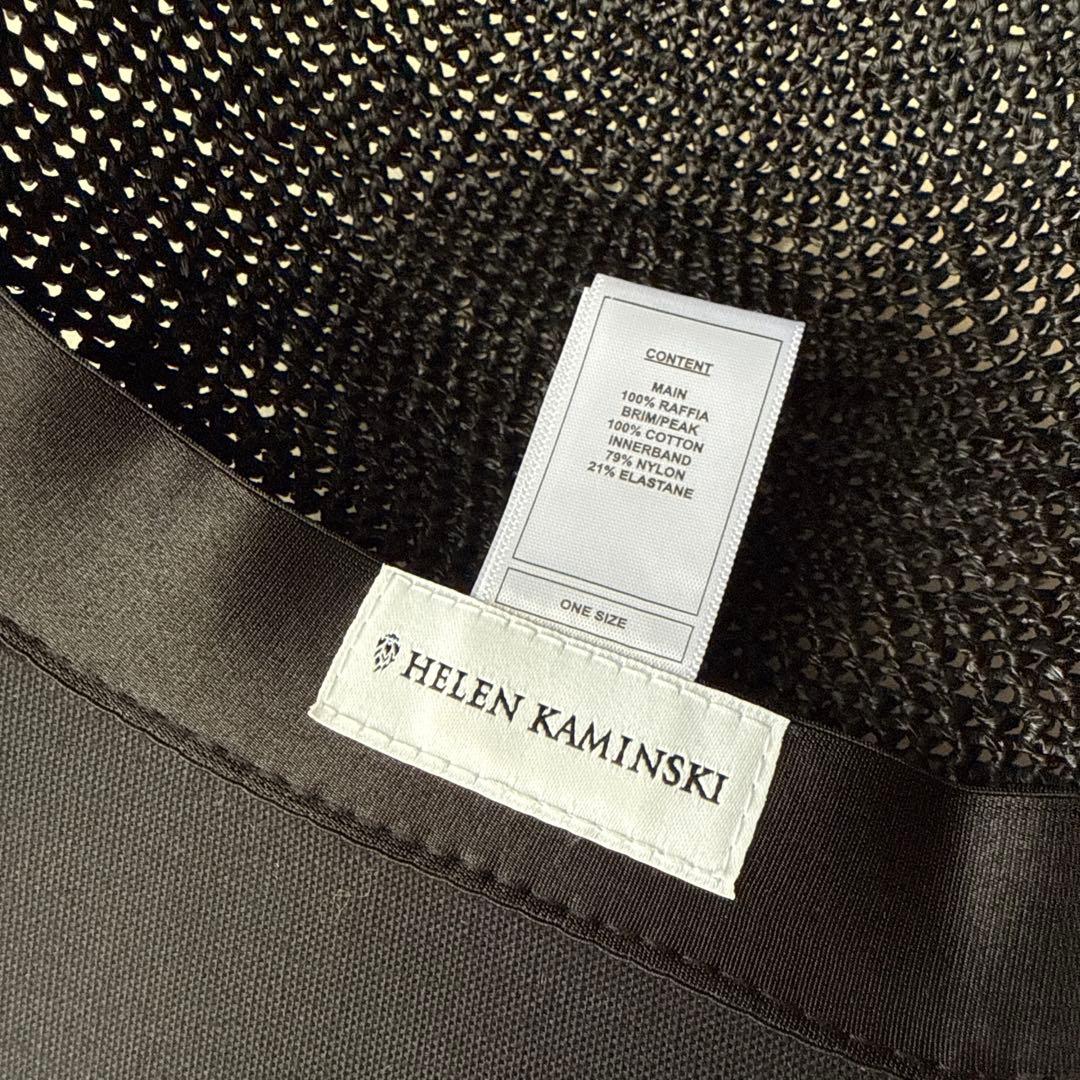 CONTENT
MAIN
100% RAFFIA
BRIM/PEAK
100% COTTON
INNERBAND
79% NYLON
21% ELASTANE
ONE SIZE
HELEN KAMINSKI